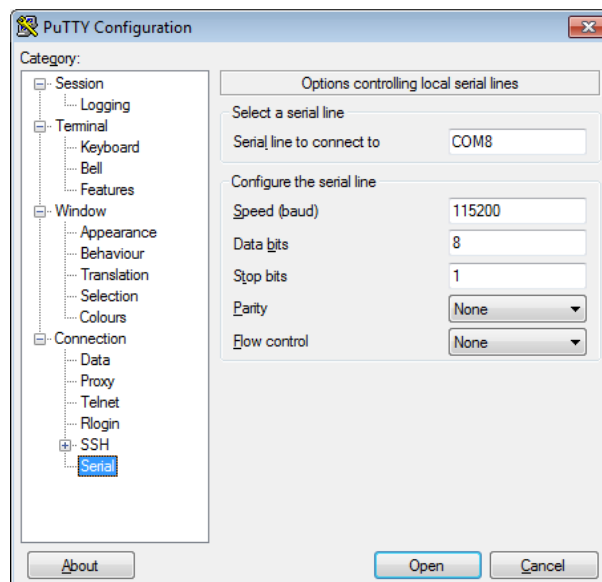 PuTTY Configuration
Category:
Session
Logging
Terminal
Keyboard
Bell
Features
Window
Appearance
Behaviour
Translation
Selection
Colours
Connection
Data
Proxy
Telnet
Rlogin
SSH
Serial
Options controlling local serial lines
Select a serial line
Serial line to connect to COM8
Configure the serial line
Speed (baud) 115200
Data bits 8
Stop bits 1
Parity None
Flow control None
About Open Cancel